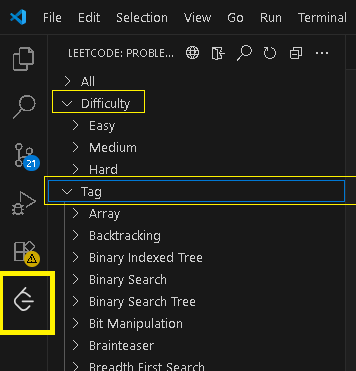 File Edit Selection View Go Run Terminal
LEETCODE: PROBLE...
All
Difficulty
Easy
Medium
Hard
21
Tag
Array
Backtracking
Binary Indexed Tree
Binary Search
Binary Search Tree
Bit Manipulation
Brainteaser
Breadth First Search